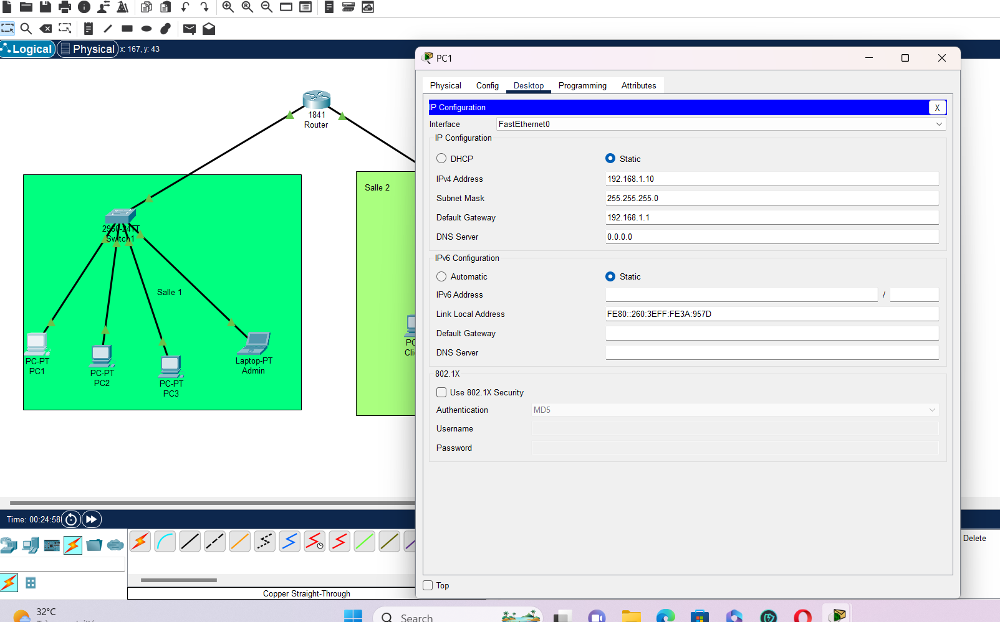 Logical
Physical
x: 167, y: 43
PC1
Physical
Config
Desktop
Programming
Attributes
IP Configuration
X
Interface
FastEthernet0
IP Configuration
DHCP
Static
IPv4 Address
192.168.1.10
Subnet Mask
255.255.255.0
Default Gateway
192.168.1.1
DNS Server
0.0.0.0
IPv6 Configuration
Automatic
Static
IPv6 Address
/
Link Local Address
FE80::260:3EFF:FE3A:957D
Default Gateway
DNS Server
802.1X
Use 802.1X Security
Authentication
MD5
Username
Password
Top
1841
Router
Salle 2
2960-24TT
Switch1
Salle 1
PC-PT
PC1
PC-PT
PC2
PC-PT
PC3
Laptop-PT
Admin
PC
Cli
Time: 00:24:58
Delete
Copper Straight-Through
32°C
Search